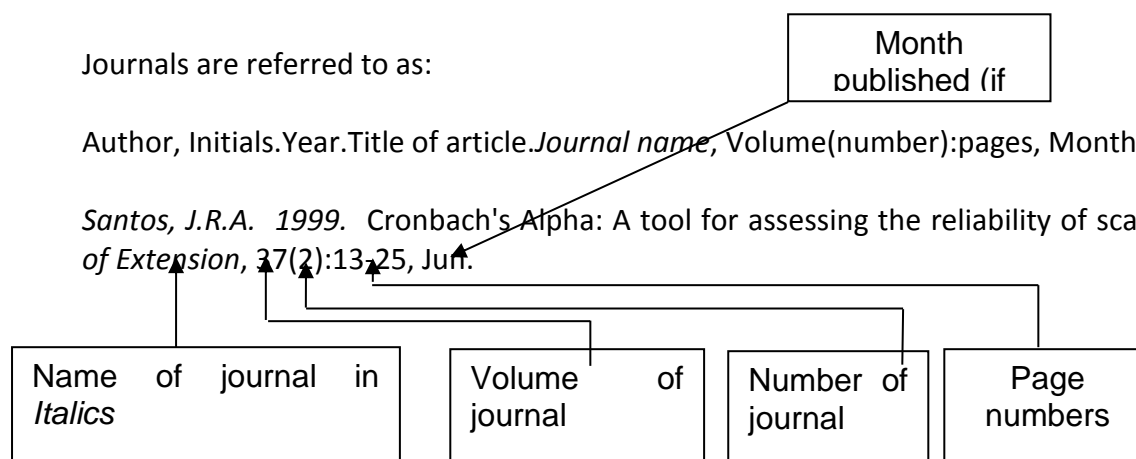 Month
published (if
Journals are referred to as:
Author, Initials.Year.Title of article.Journal name, Volume(number):pages, Month
Santos, J.R.A. 1999. Cronbach's Alpha: A tool for assessing the reliability of sca
of Extension, 37(2):13-25, Jun.
Name of journal in
Italics
Volume of
journal
Number of
journal
Page
numbers